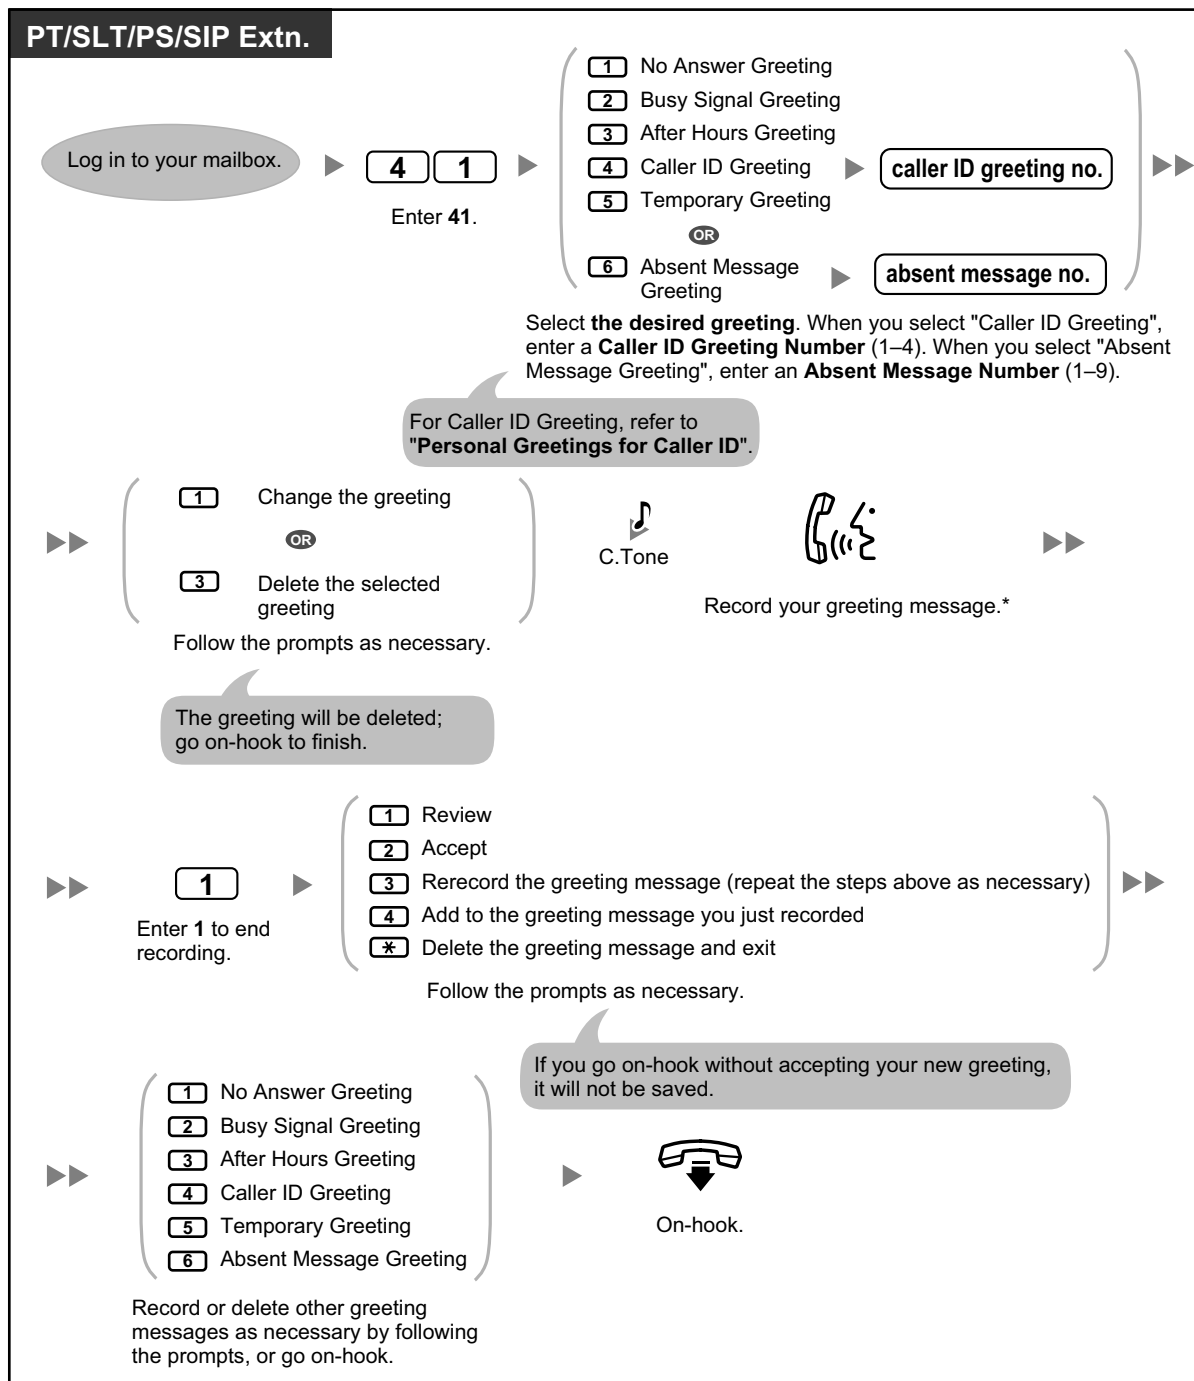 PT/SLT/PS/SIP Extn.
Log in to your mailbox.
4 1
Enter 41.
1 No Answer Greeting
2 Busy Signal Greeting
3 After Hours Greeting
4 Caller ID Greeting
caller ID greeting no.
5 Temporary Greeting
OR
6 Absent Message
Greeting
absent message no.
Select the desired greeting. When you select "Caller ID Greeting",
enter a Caller ID Greeting Number (1–4). When you select "Absent
Message Greeting", enter an Absent Message Number (1–9).
For Caller ID Greeting, refer to
"Personal Greetings for Caller ID".
1 Change the greeting
OR
3 Delete the selected
greeting
Follow the prompts as necessary.
The greeting will be deleted;
go on-hook to finish.
C.Tone
Record your greeting message.*
1
Enter 1 to end
recording.
1 Review
2 Accept
3 Rerecord the greeting message (repeat the steps above as necessary)
4 Add to the greeting message you just recorded
* Delete the greeting message and exit
Follow the prompts as necessary.
If you go on-hook without accepting your new greeting,
it will not be saved.
1 No Answer Greeting
2 Busy Signal Greeting
3 After Hours Greeting
4 Caller ID Greeting
5 Temporary Greeting
6 Absent Message Greeting
Record or delete other greeting
messages as necessary by following
the prompts, or go on-hook.
On-hook.